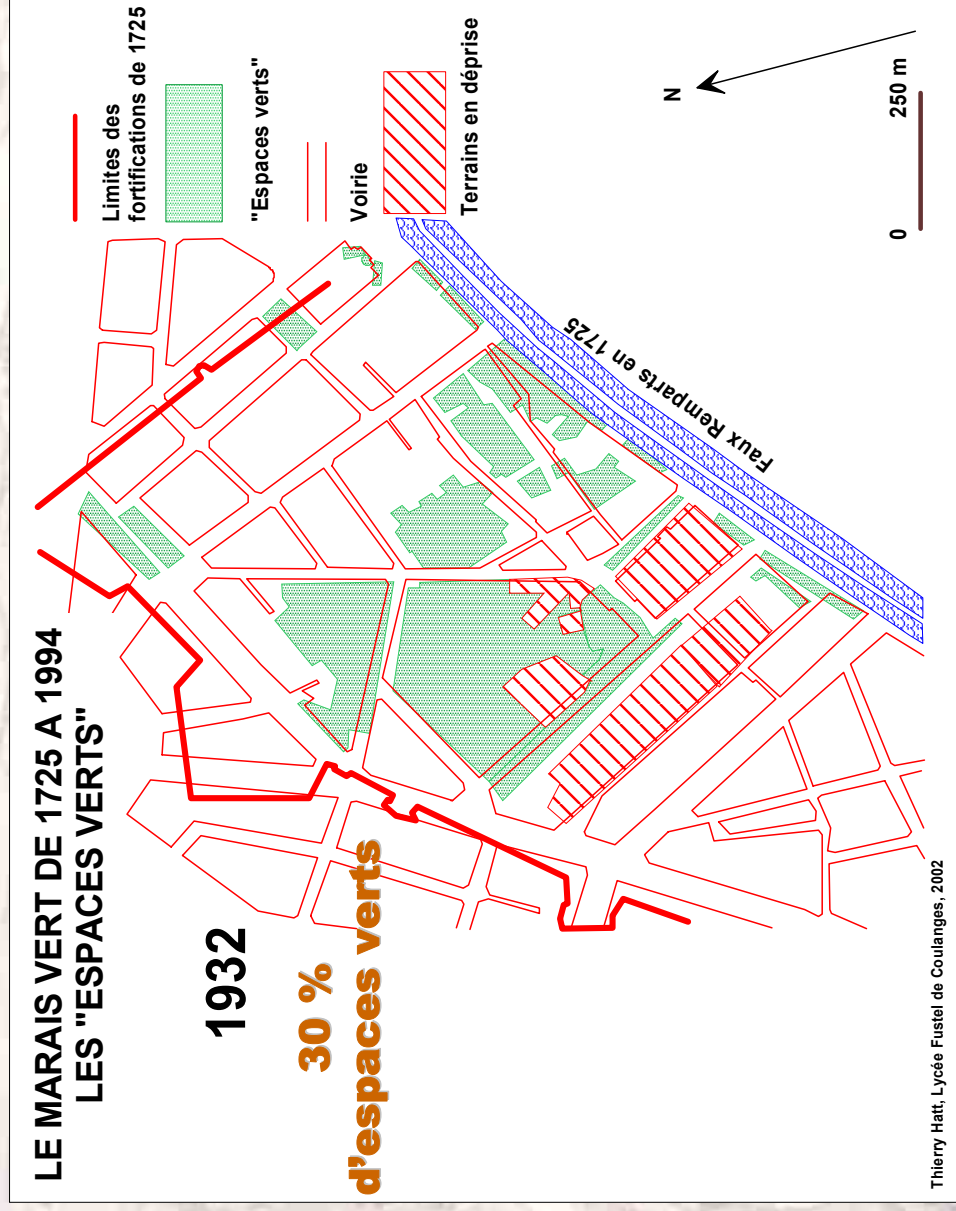 LE MARAIS VERT DE 1725 A 1994
LES "ESPACES VERTS"
1932
30 %
d'espaces verts
Limites des
fortifications de 1725
"Espaces verts"
Voirie
Terrains en déprise
N
Faux Remparts en 1725
0
250 m
Thierry Hatt, Lycée Fustel de Coulanges, 2002